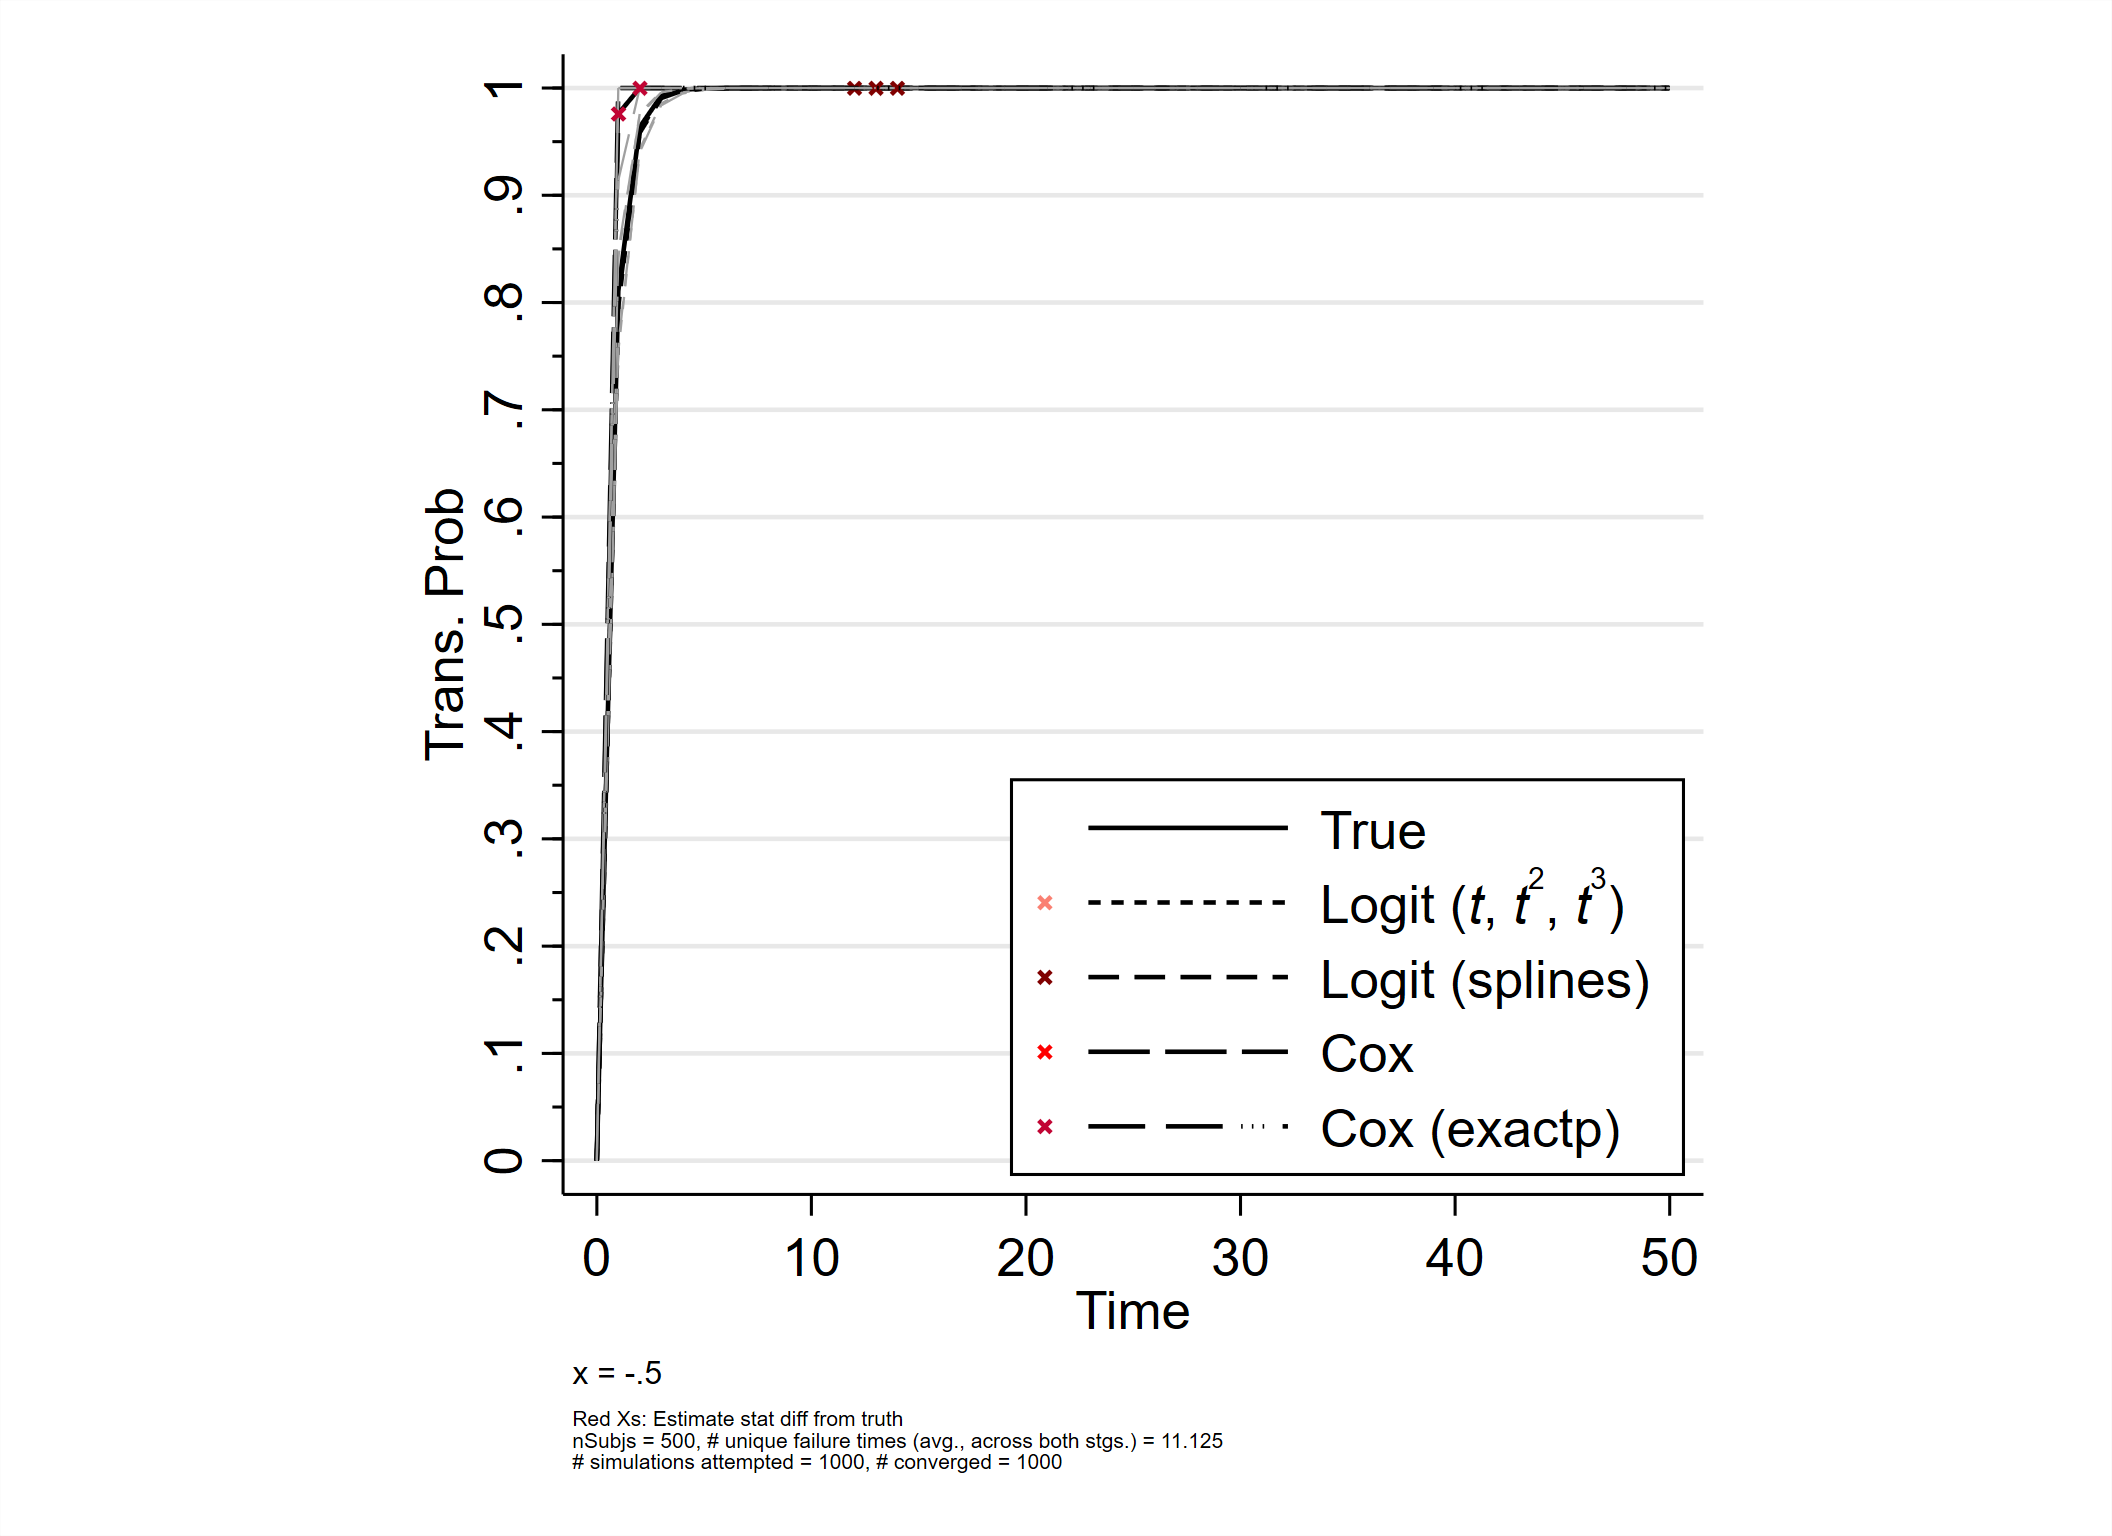 1
.9
.8
.7
.6
.5
.4
.3
.2
.1
0
Trans. Prob
True
Logit (t, t², t³)
Logit (splines)
Cox
Cox (exactp)
0 10 20 30 40 50
Time
x = -.5
Red Xs: Estimate stat diff from truth
nSubjs = 500, # unique failure times (avg., across both stgs.) = 11.125
# simulations attempted = 1000, # converged = 1000